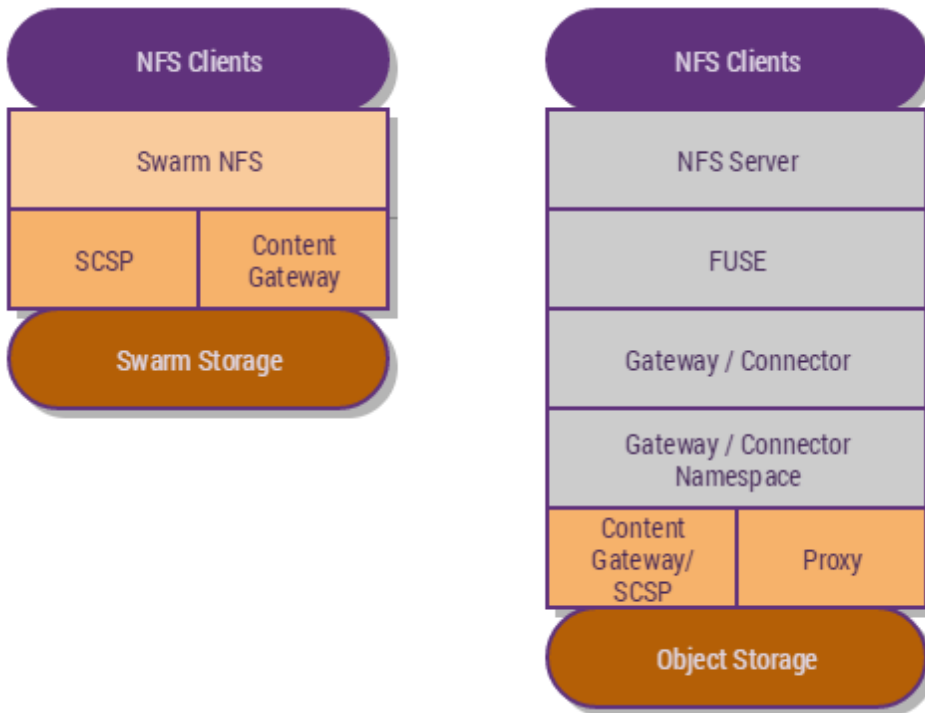 NFS Clients
Swarm NFS
SCSP
Content
Gateway
Swarm Storage
NFS Clients
NFS Server
FUSE
Gateway / Connector
Gateway / Connector
Namespace
Content
Gateway/
SCSP
Proxy
Object Storage